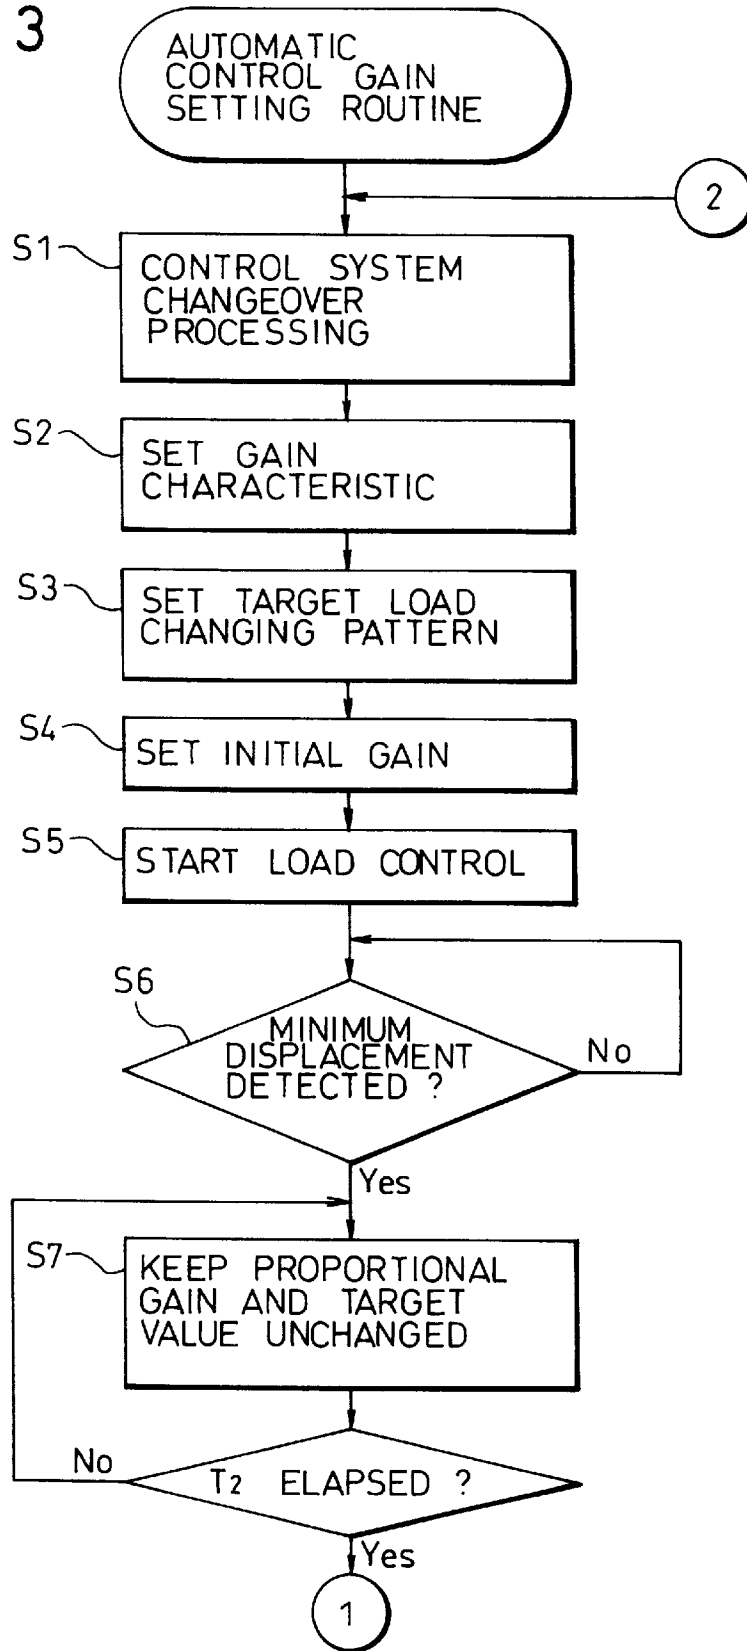 3
AUTOMATIC
CONTROL GAIN
SETTING ROUTINE
2
S1
CONTROL SYSTEM
CHANGEOVER
PROCESSING
S2
SET GAIN
CHARACTERISTIC
S3
SET TARGET LOAD
CHANGING PATTERN
S4
SET INITIAL GAIN
S5
START LOAD CONTROL
S6
MINIMUM
DISPLACEMENT
DETECTED ?
No
Yes
S7
KEEP PROPORTIONAL
GAIN AND TARGET
VALUE UNCHANGED
No
T2 ELAPSED ?
Yes
1